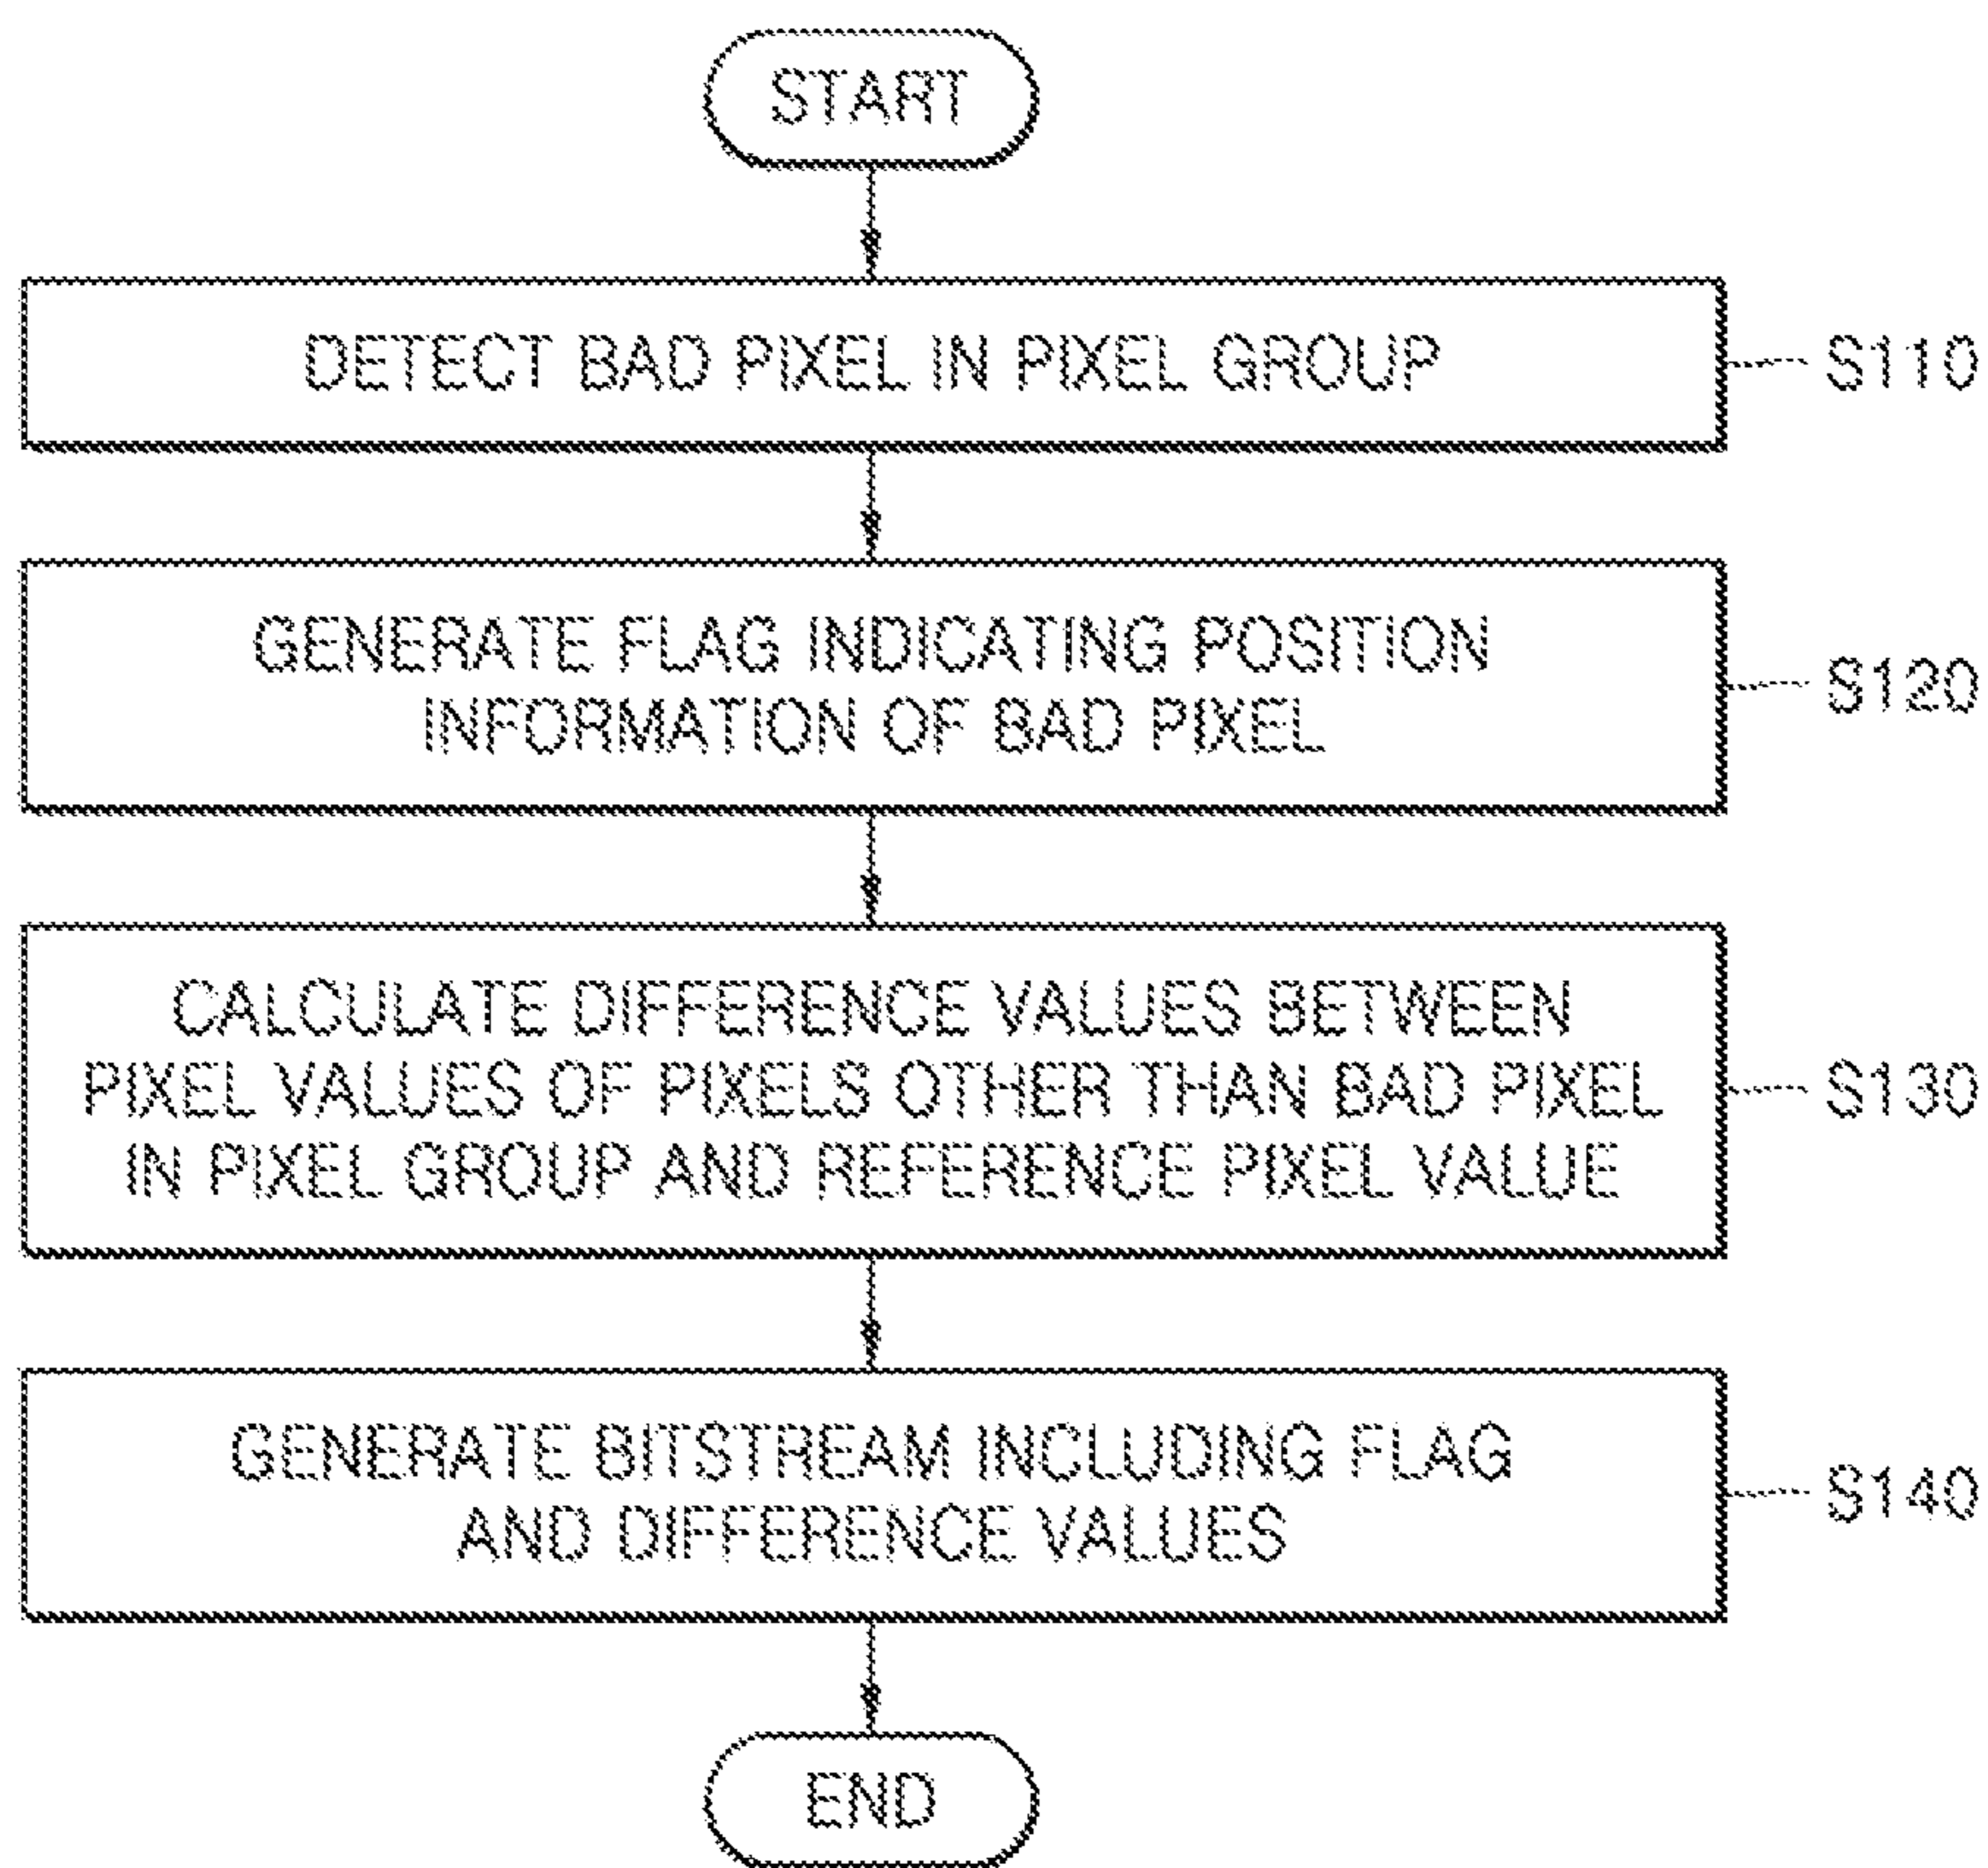 START
DETECT BAD PIXEL IN PIXEL GROUP
S110
GENERATE FLAG INDICATING POSITION
INFORMATION OF BAD PIXEL
S120
CALCULATE DIFFERENCE VALUES BETWEEN
PIXEL VALUES OF PIXELS OTHER THAN BAD PIXEL
IN PIXEL GROUP AND REFERENCE PIXEL VALUE
S130
GENERATE BITSTREAM INCLUDING FLAG
AND DIFFERENCE VALUES
S140
END